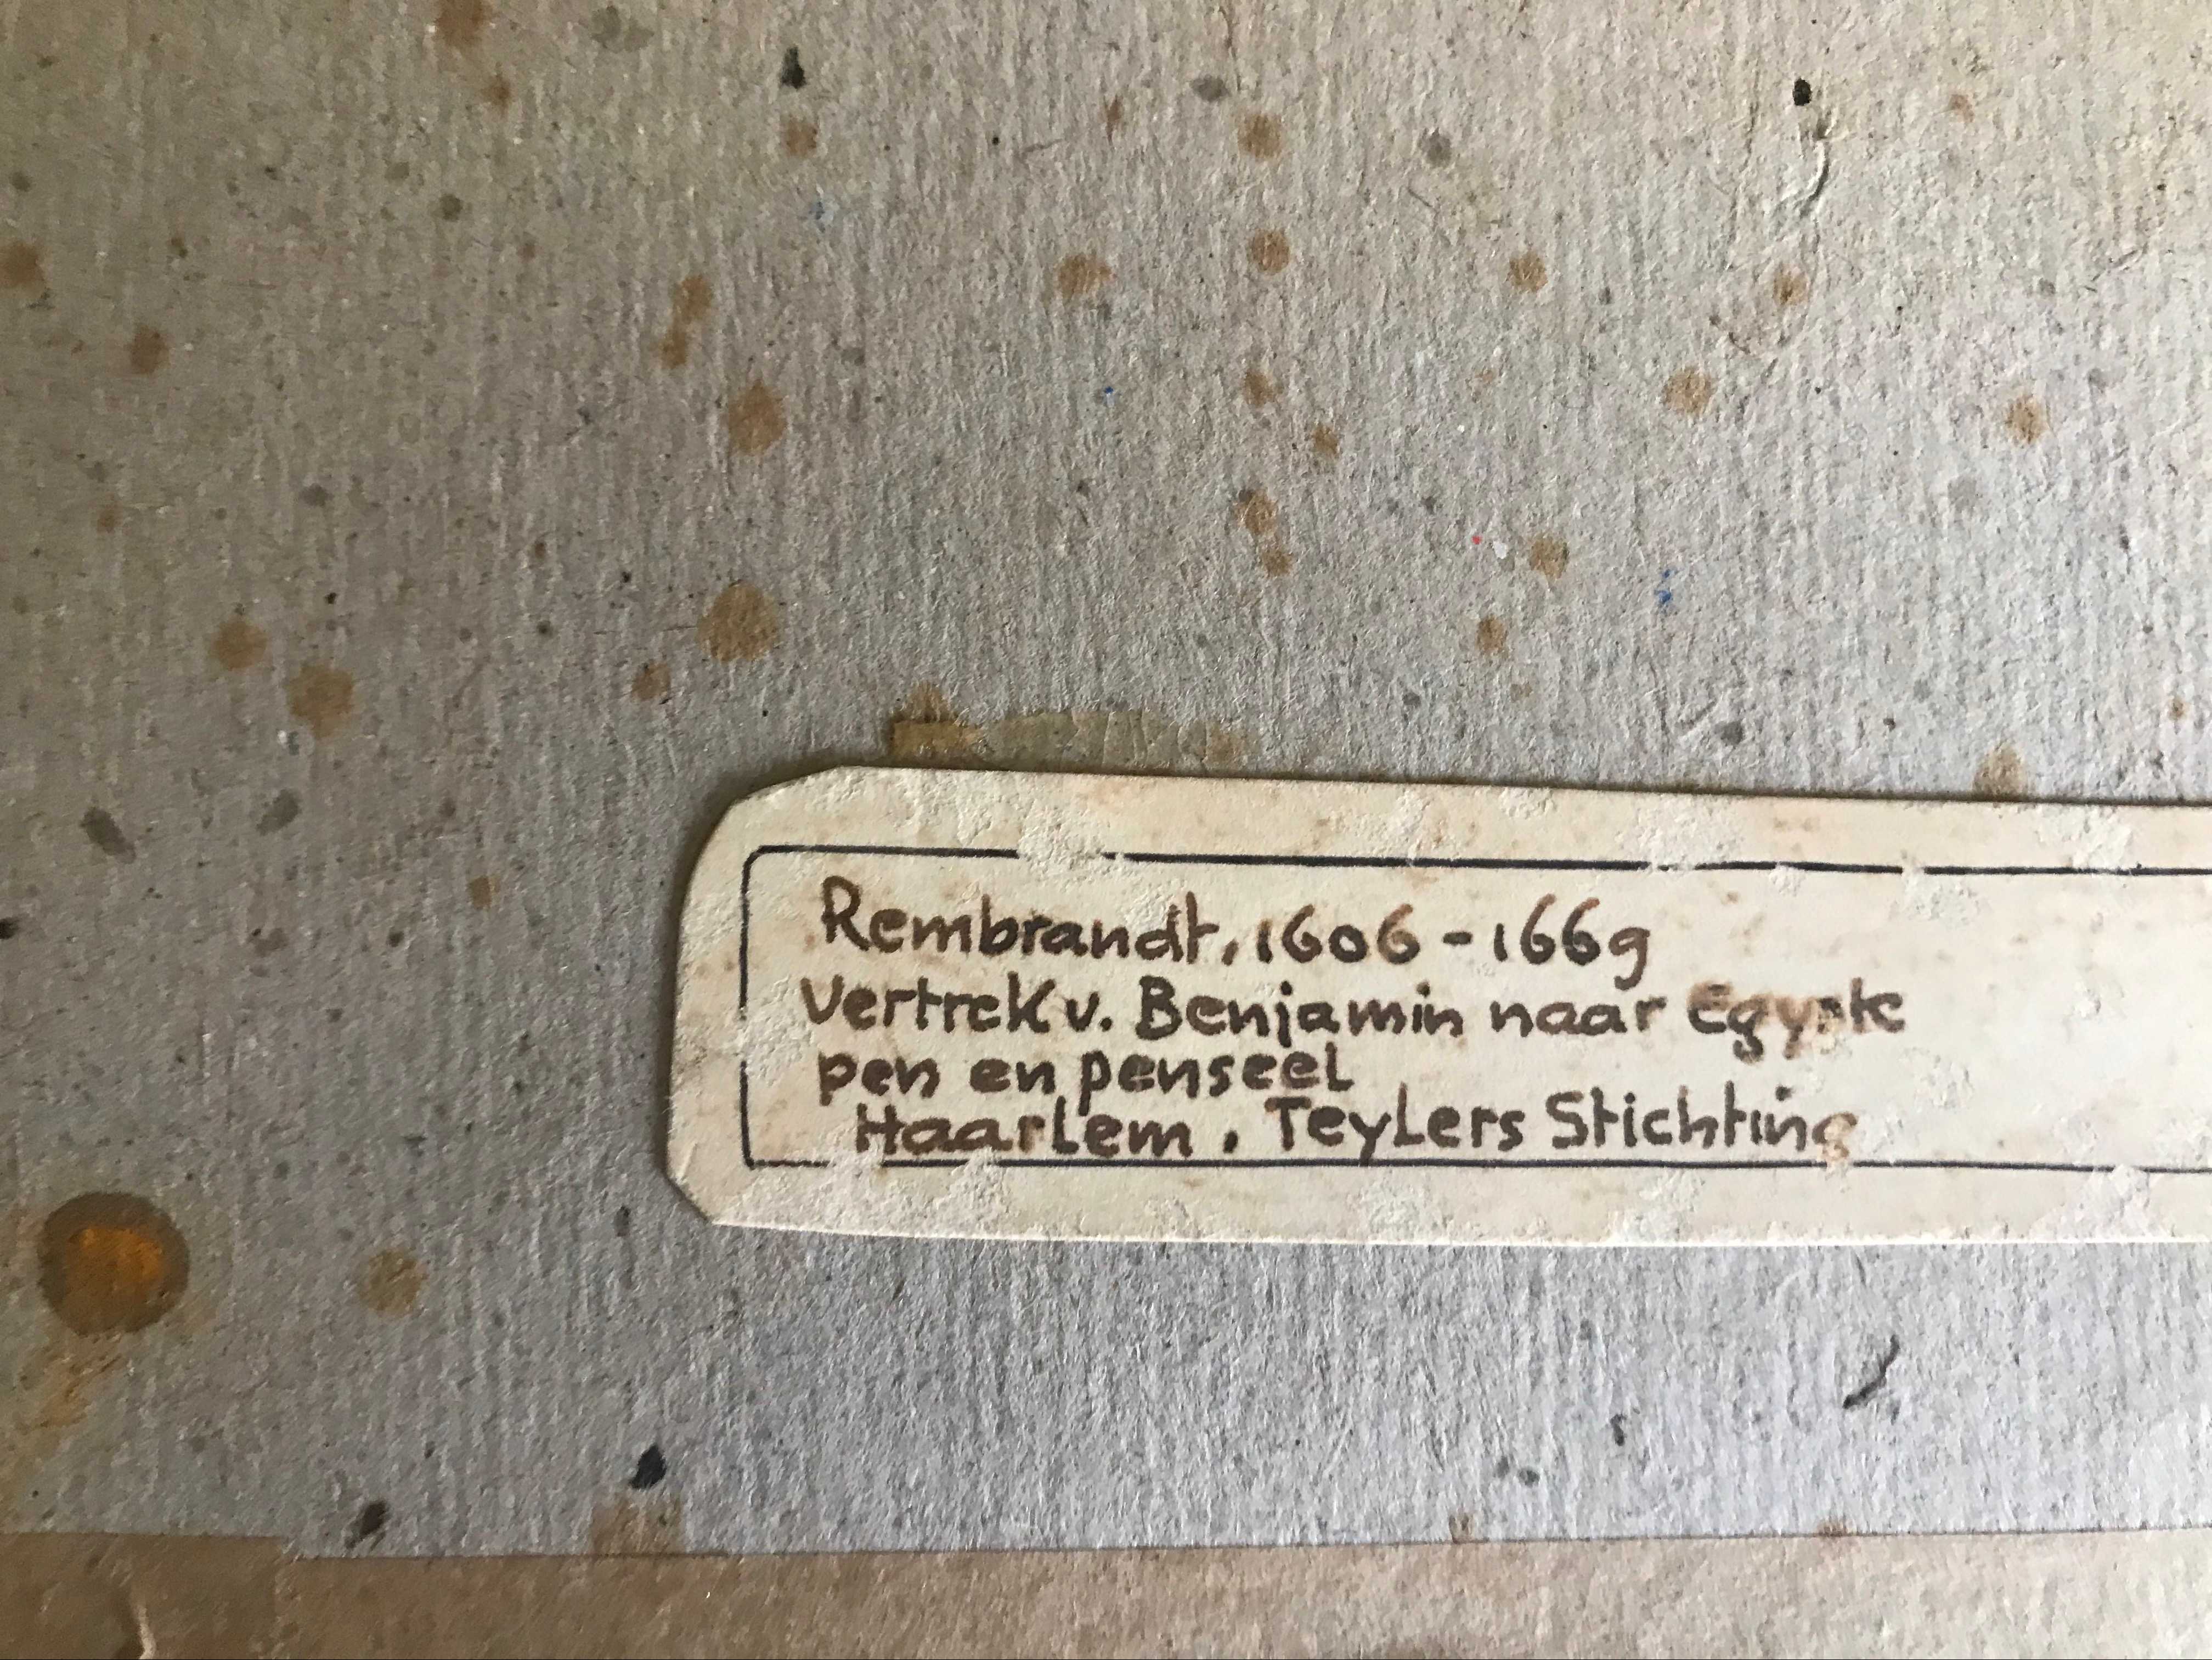 Rembrandt, 1606 - 1669
Vertrek v. Benjamin naar Egypte
pen en penseel
Haarlem. Teylers Stichting